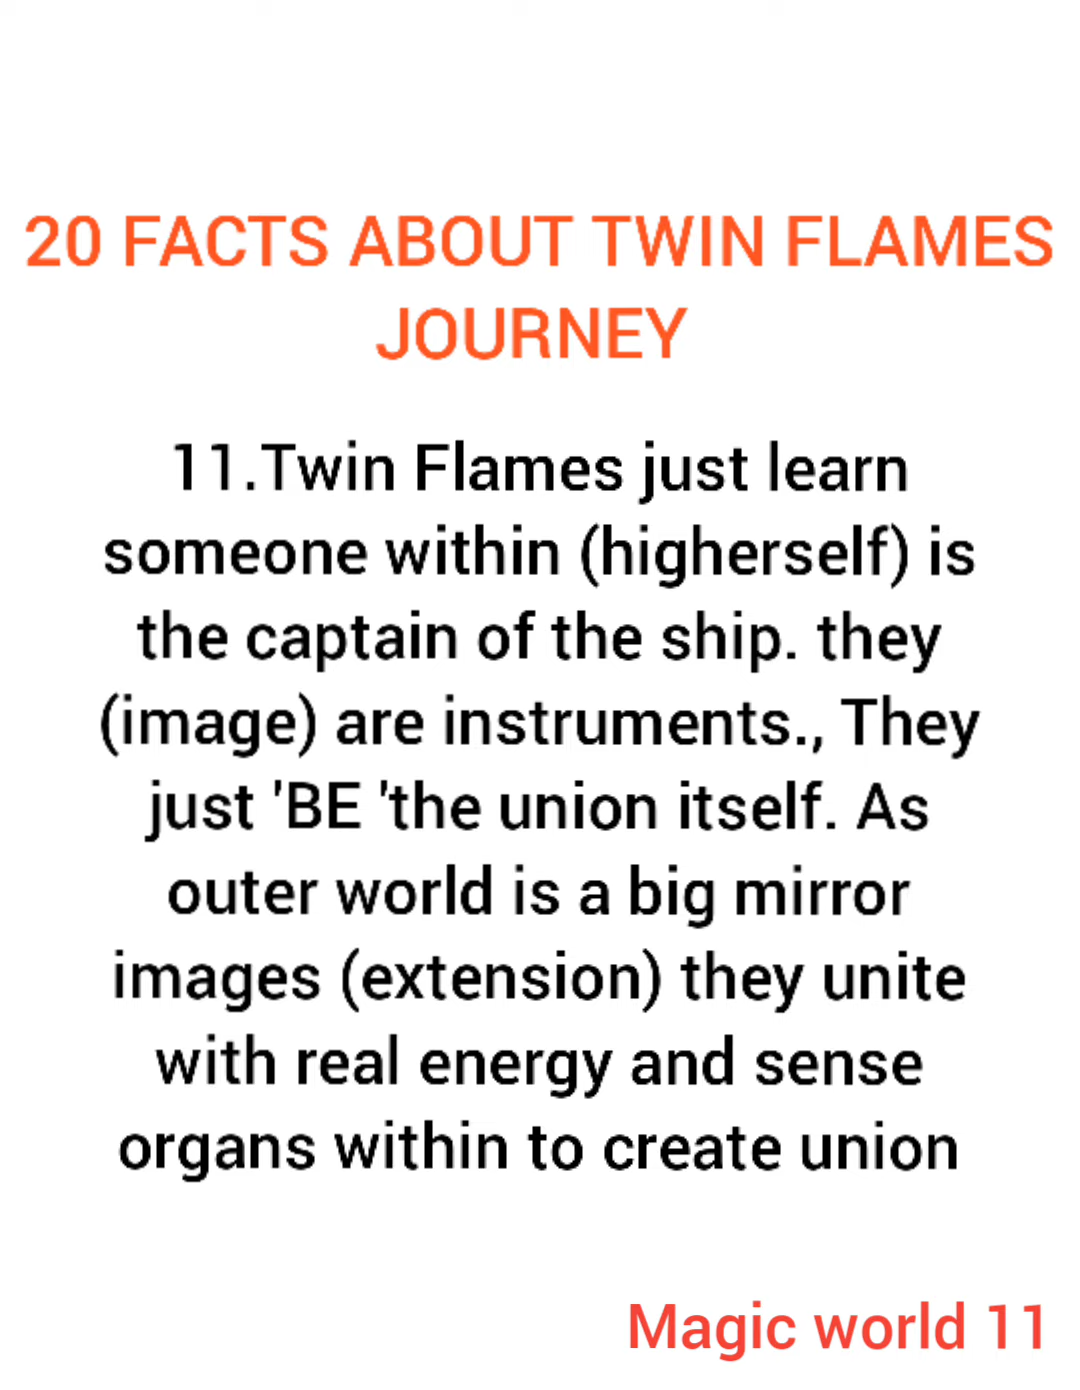 20 FACTS ABOUT TWIN FLAMES
JOURNEY
11.Twin Flames just learn
someone within (higherself) is
the captain of the ship. they
(image) are instruments., They
just 'BE 'the union itself. As
outer world is a big mirror
images (extension) they unite
with real energy and sense
organs within to create union
Magic world 11